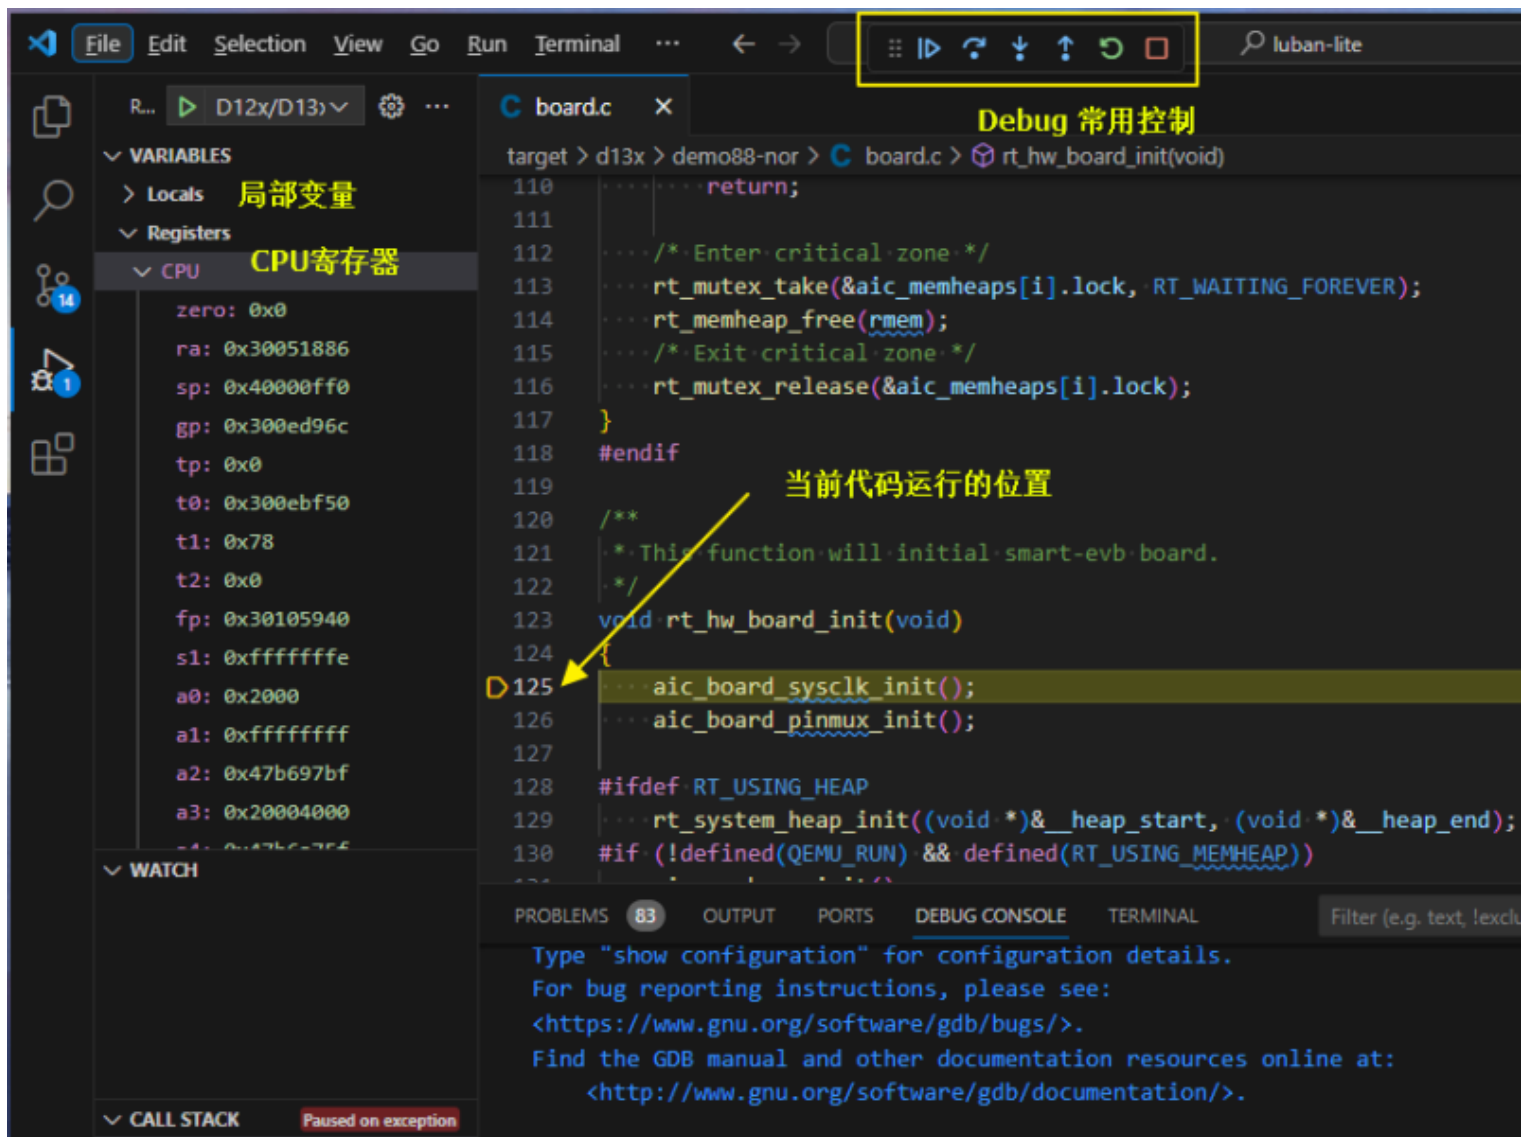 File Edit Selection View Go Run Terminal ··· luban-lite
R... D12x/D13x ···
board.c
Debug 常用控制
VARIABLES
target > d13x > demo88-nor > C board.c > rt_hw_board_init(void)
Locals 局部变量
Registers
CPU CPU寄存器
zero: 0x0
ra: 0x30051886
sp: 0x40000ff0
gp: 0x300ed96c
tp: 0x0
t0: 0x300ebf50
t1: 0x78
t2: 0x0
fp: 0x30105940
s1: 0xfffffffe
a0: 0x2000
a1: 0xffffffff
a2: 0x47b697bf
a3: 0x20004000
WATCH
CALL STACK Paused on exception
14
1
110 return;
111
112 /* Enter critical zone */
113 rt_mutex_take(&aic_memheaps[i].lock, RT_WAITING_FOREVER);
114 rt_memheap_free(rmem);
115 /* Exit critical zone */
116 rt_mutex_release(&aic_memheaps[i].lock);
117 }
118 #endif
119
当前代码运行的位置
120 /**
121 * This function will initial smart-evb board.
122 */
123 void rt_hw_board_init(void)
124 {
125 aic_board_sysclk_init();
126 aic_board_pinmux_init();
127
128 #ifdef RT_USING_HEAP
129 rt_system_heap_init((void *)&__heap_start, (void *)&__heap_end);
130 #if (!defined(QEMU_RUN) && defined(RT_USING_MEMHEAP))
PROBLEMS 83 OUTPUT PORTS DEBUG CONSOLE TERMINAL Filter (e.g. text, !exclu
Type "show configuration" for configuration details.
For bug reporting instructions, please see:
<https://www.gnu.org/software/gdb/bugs/>.
Find the GDB manual and other documentation resources online at:
<http://www.gnu.org/software/gdb/documentation/>.